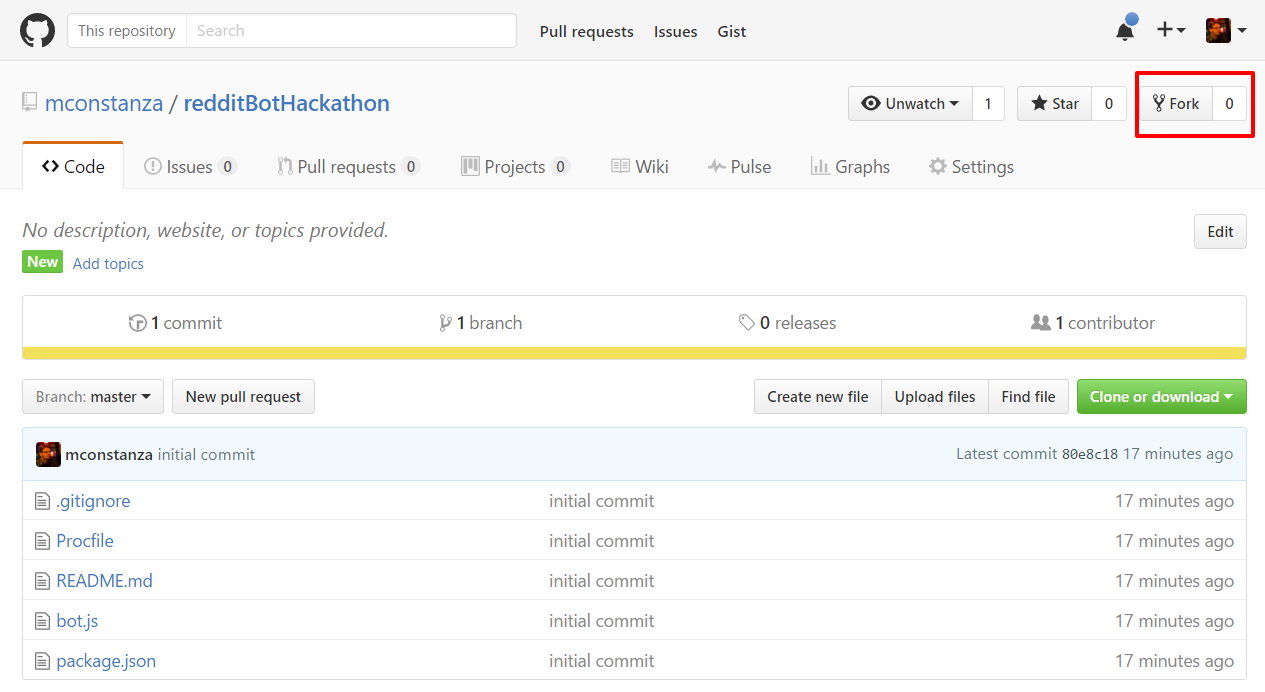 This repository Search Pull requests Issues Gist
mconstanza / redditBotHackathon Unwatch 1 Star 0 Fork 0
Code Issues 0 Pull requests 0 Projects 0 Wiki Pulse Graphs Settings
No description, website, or topics provided. Edit
New Add topics
1 commit 1 branch 0 releases 1 contributor
Branch: master New pull request Create new file Upload files Find file Clone or download
mconstanza initial commit Latest commit 80e8c18 17 minutes ago
.gitignore initial commit 17 minutes ago
Procfile initial commit 17 minutes ago
README.md initial commit 17 minutes ago
bot.js initial commit 17 minutes ago
package.json initial commit 17 minutes ago